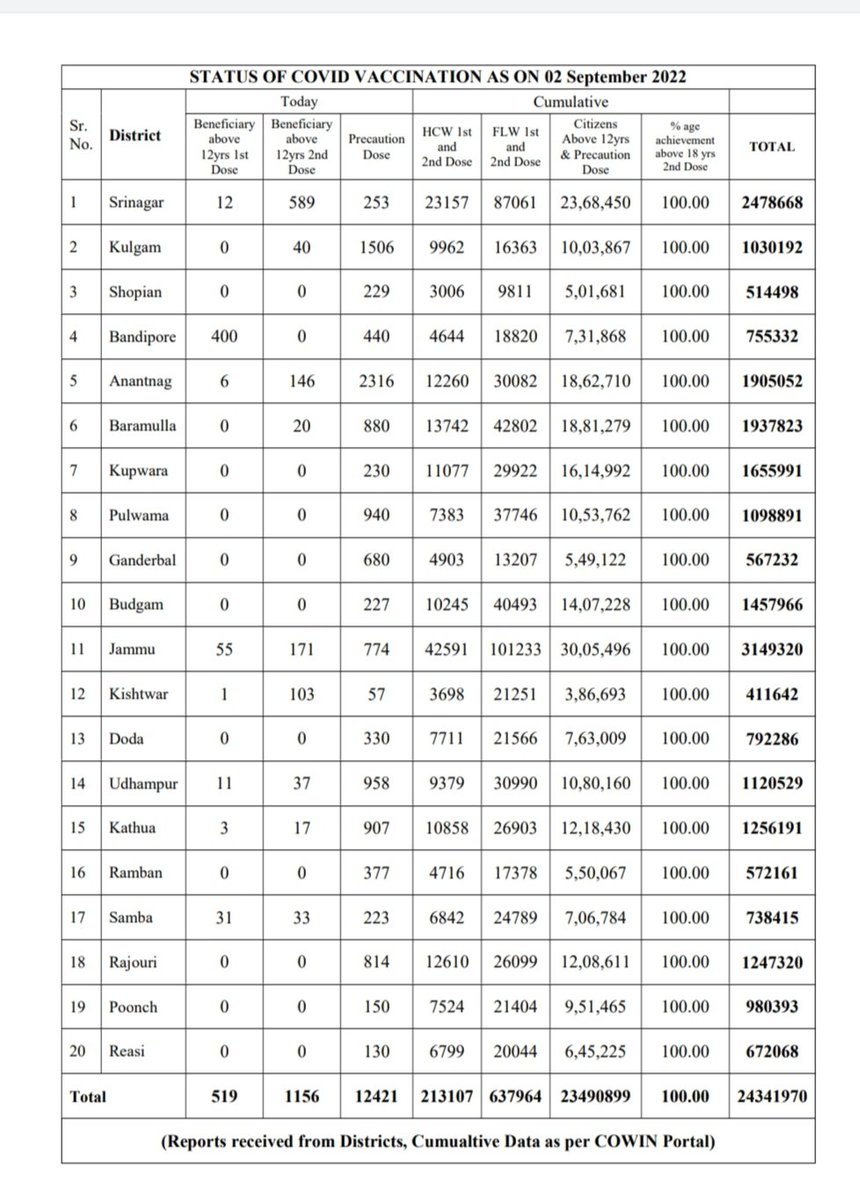 STATUS OF COVID VACCINATION AS ON 02 September 2022
Today Cumulative
Sr. No. District Beneficiary above 12yrs 1st Dose Beneficiary above 12yrs 2nd Dose Precaution Dose HCW 1st and 2nd Dose FLW 1st and 2nd Dose Citizens Above 12yrs & Precaution Dose % age achievement above 18 yrs 2nd Dose TOTAL
1 Srinagar 12 589 253 23157 87061 23,68,450 100.00 2478668
2 Kulgam 0 40 1506 9962 16363 10,03,867 100.00 1030192
3 Shopian 0 0 229 3006 9811 5,01,681 100.00 514498
4 Bandipore 400 0 440 4644 18820 7,31,868 100.00 755332
5 Anantnag 6 146 2316 12260 30082 18,62,710 100.00 1905052
6 Baramulla 0 20 880 13742 42802 18,81,279 100.00 1937823
7 Kupwara 0 0 230 11077 29922 16,14,992 100.00 1655991
8 Pulwama 0 0 940 7383 37746 10,53,762 100.00 1098891
9 Ganderbal 0 0 680 4903 13207 5,49,122 100.00 567232
10 Budgam 0 0 227 10245 40493 14,07,228 100.00 1457966
11 Jammu 55 171 774 42591 101233 30,05,496 100.00 3149320
12 Kishtwar 1 103 57 3698 21251 3,86,693 100.00 411642
13 Doda 0 0 330 7711 21566 7,63,009 100.00 792286
14 Udhampur 11 37 958 9379 30990 10,80,160 100.00 1120529
15 Kathua 3 17 907 10858 26903 12,18,430 100.00 1256191
16 Ramban 0 0 377 4716 17378 5,50,067 100.00 572161
17 Samba 31 33 223 6842 24789 7,06,784 100.00 738415
18 Rajouri 0 0 814 12610 26099 12,08,611 100.00 1247320
19 Poonch 0 0 150 7524 21404 9,51,465 100.00 980393
20 Reasi 0 0 130 6799 20044 6,45,225 100.00 672068
Total 519 1156 12421 213107 637964 23490899 100.00 24341970
(Reports received from Districts, Cumualtive Data as per COWIN Portal)